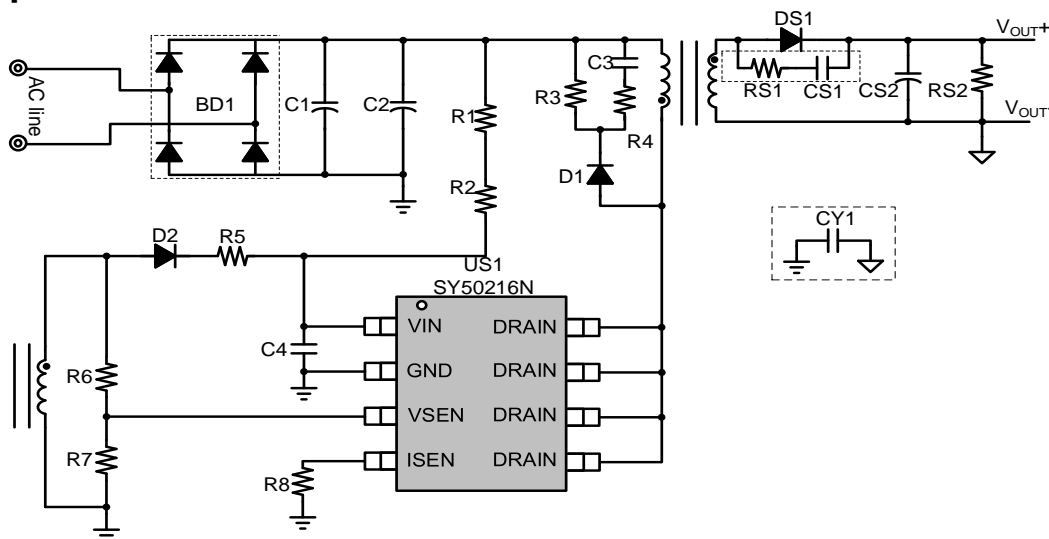 DS1
VOUT+
C3
AC line
BD1
C1
C2
R3
RS1
CS1
CS2
RS2
R1
R4
VOUT
D1
R2
CY1
D2
R5
US1
SY50216N
VIN
DRAIN
C4
R6
GND
DRAIN
VSEN
DRAIN
R7
ISEN
DRAIN
R8